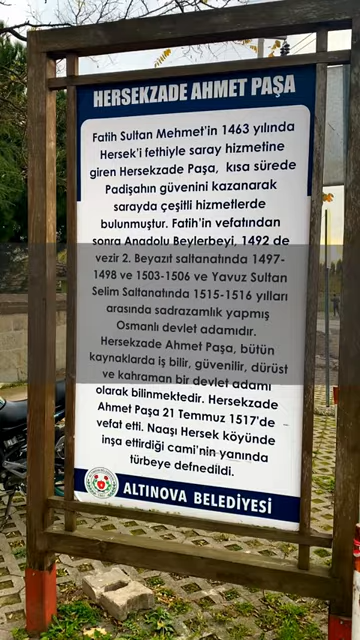 HERSEKZADE AHMET PAŞA
Fatih Sultan Mehmet'in 1463 yılında
Hersek'i fethiyle saray hizmetine
giren Hersekzade Paşa, kısa sürede
Padişahın güvenini kazanarak
sarayda çeşitli hizmetlerde
bulunmuştur. Fatih'in vefatından
sonra Anadolu Beylerbeyi, 1492 de
vezir 2. Beyazıt saltanatında 1497-
1498 ve 1503-1506 ve Yavuz Sultan
Selim Saltanatında 1515-1516 yılları
arasında sadrazamlık yapmış
Osmanlı devlet adamıdır.
Hersekzade Ahmet Paşa, bütün
kaynaklarda iş bilir, güvenilir, dürüst
ve kahraman bir devlet adamı
olarak bilinmektedir. Hersekzade
Ahmet Paşa 21 Temmuz 1517'de
vefat etti. Naaşı Hersek köyünde
inşa ettirdiği cami'nin yanında
türbeye defnedildi.
ALTINOVA BELEDİYESİ